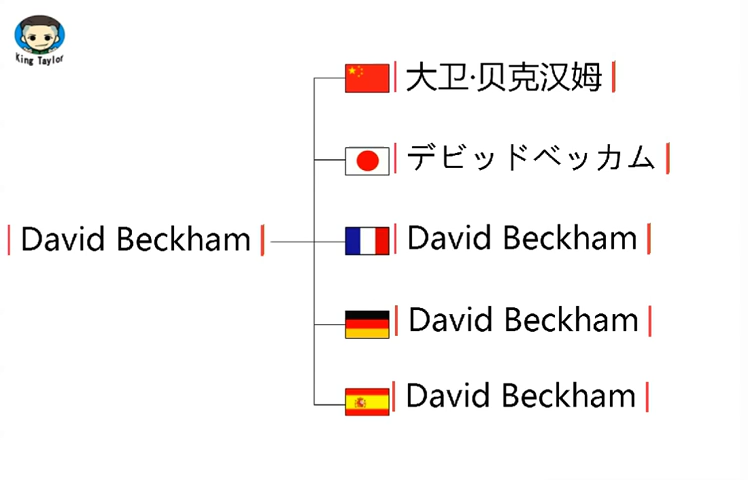 King Taylor
大卫·贝克汉姆
デビッドベッカム
David Beckham
David Beckham
David Beckham
David Beckham